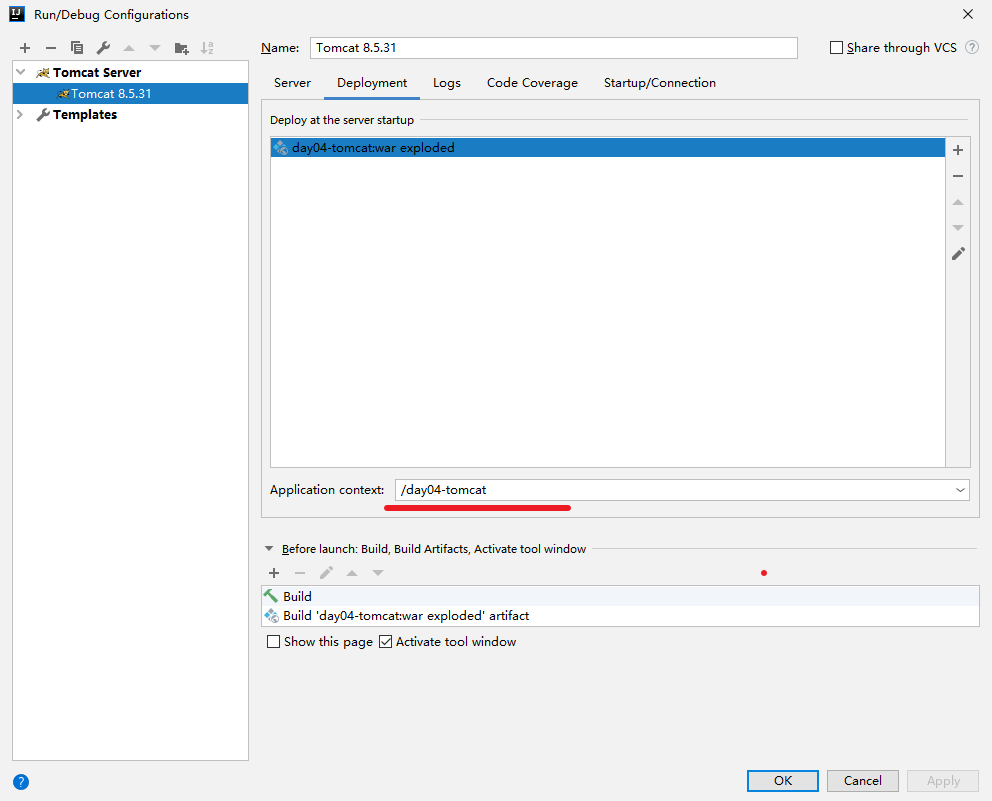 Run/Debug Configurations
Name: Tomcat 8.5.31
Share through VCS ?
Tomcat Server
Tomcat 8.5.31
Templates
Server Deployment Logs Code Coverage Startup/Connection
Deploy at the server startup
day04-tomcat:war exploded
Application context: /day04-tomcat
Before launch: Build, Build Artifacts, Activate tool window
Build
Build 'day04-tomcat:war exploded' artifact
Show this page Activate tool window
? OK Cancel Apply